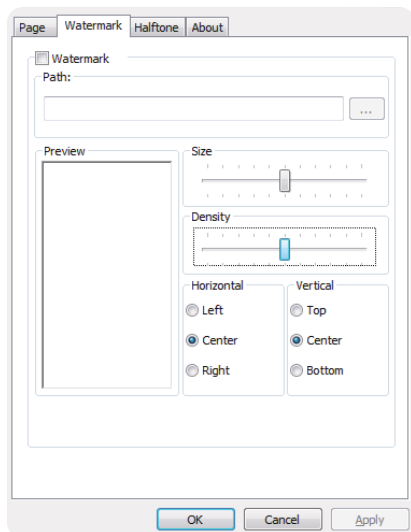 Page Watermark Halftone About
Watermark
Path:
...
Preview Size
Density
Horizontal Vertical
Left Top
Center Center
Right Bottom
OK Cancel Apply